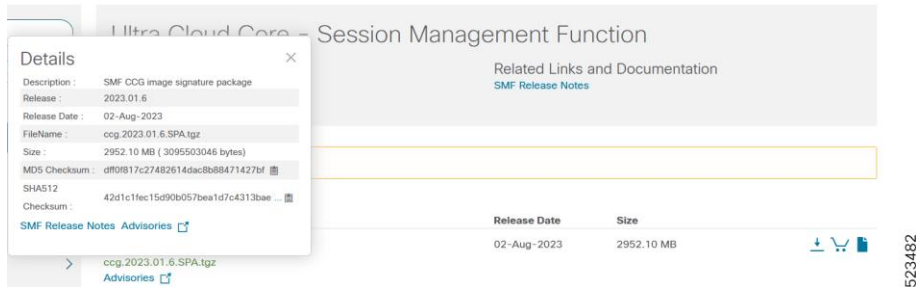 Ultra Cloud Core – Session Management Function
Details
Related Links and Documentation
SMF Release Notes
Description : SMF CCG image signature package
Release : 2023.01.6
Release Date : 02-Aug-2023
FileName : ccg.2023.01.6.SPA.tgz
Size : 2952.10 MB ( 3095503046 bytes)
MD5 Checksum : dff0f817c27482614dac8b88471427bf
SHA512 Checksum : 42d1c1fec15d90b057bea1d7c4313bae ...
SMF Release Notes Advisories
Release Date Size
02-Aug-2023 2952.10 MB
ccg.2023.01.6.SPA.tgz
Advisories
523482